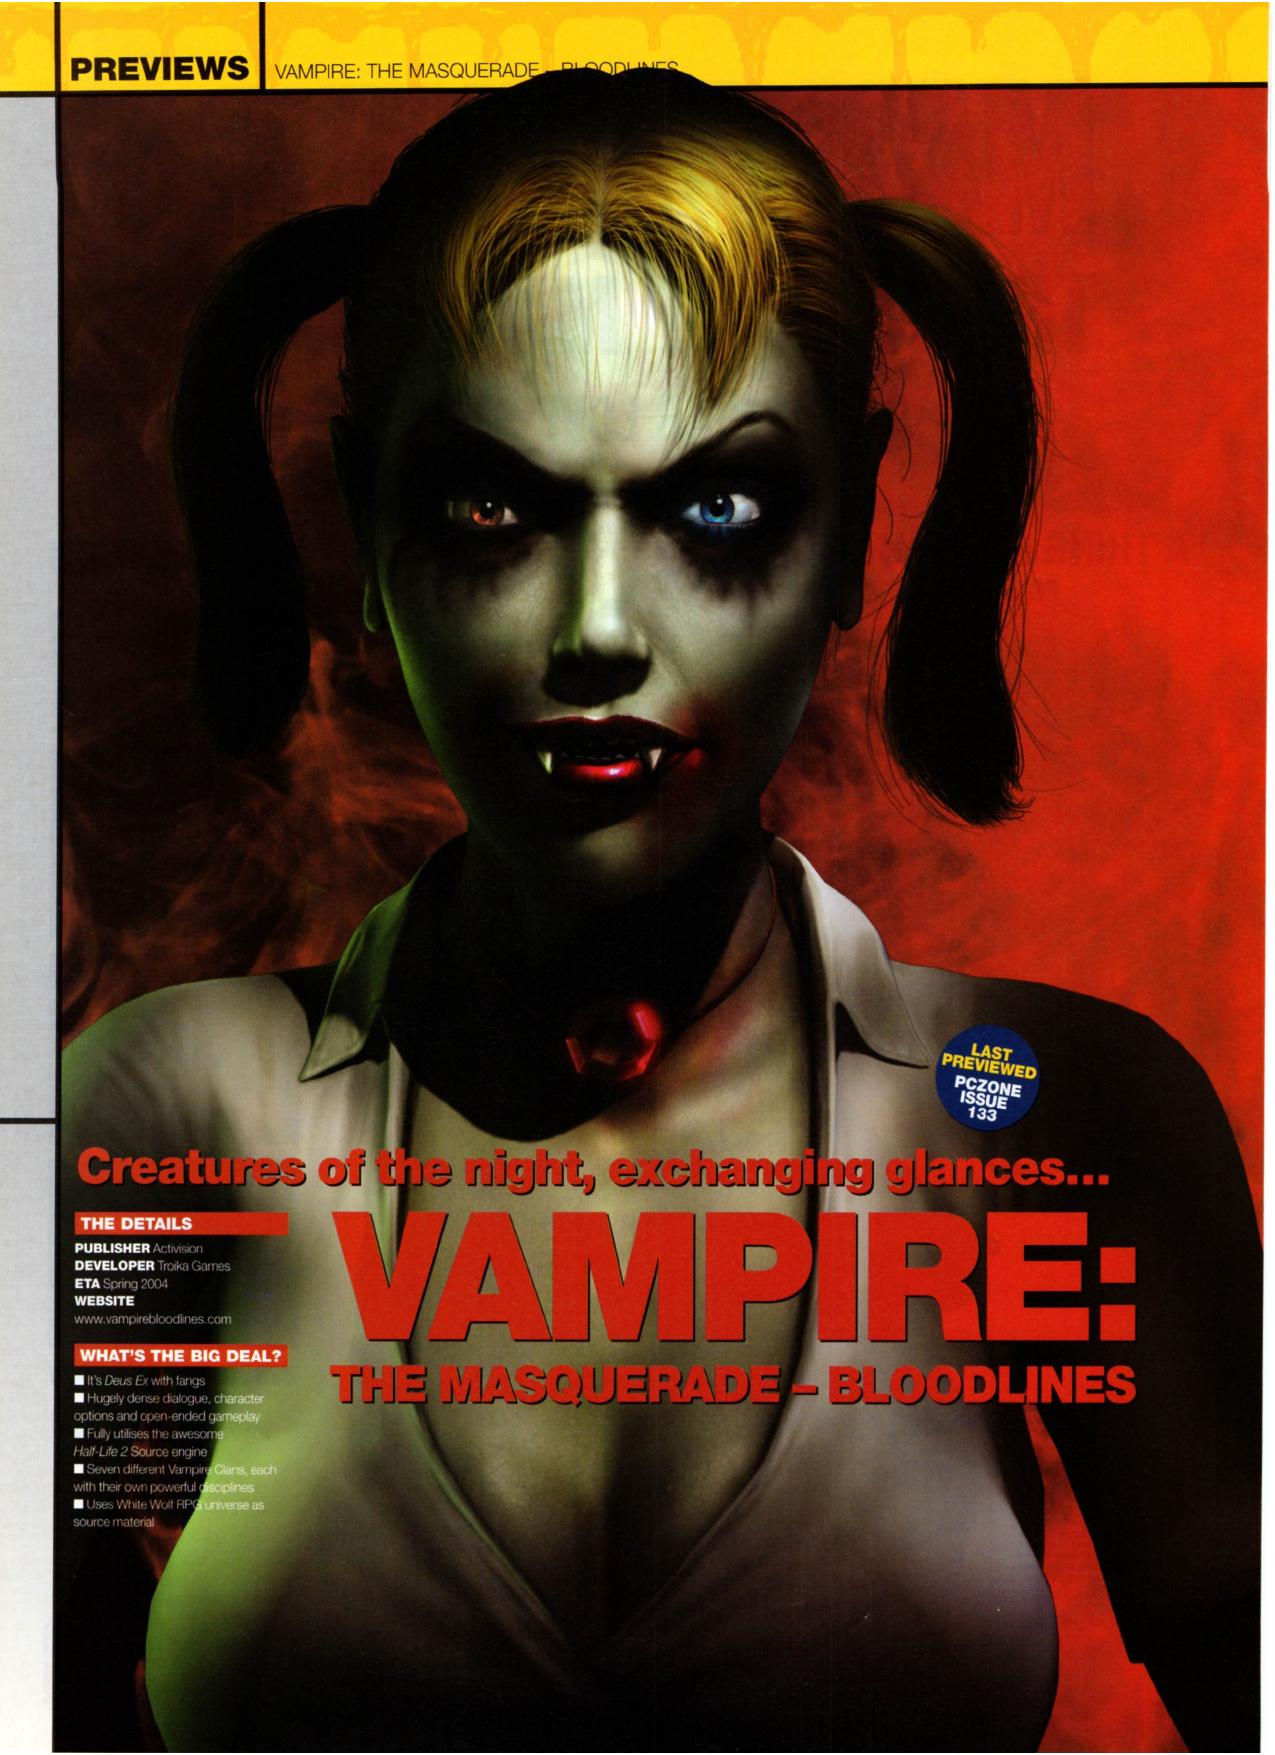 PREVIEWS
VAMPIRE: THE MASQUERADE – BLOODLINES
LAST
PREVIEWED
PCZONE
ISSUE
133
Creatures of the night, exchanging glances...
VAMPIRE:
THE MASQUERADE – BLOODLINES
THE DETAILS
PUBLISHER Activision
DEVELOPER Troika Games
ETA Spring 2004
WEBSITE
www.vampirebloodlines.com
WHAT'S THE BIG DEAL?
■ It's Deus Ex with fangs
■ Hugely dense dialogue, character
options and open-ended gameplay
■ Fully utilises the awesome
Half-Life 2 Source engine
■ Seven different Vampire Clans, each
with their own powerful disciplines
■ Uses White Wolf RPG universe as
source material